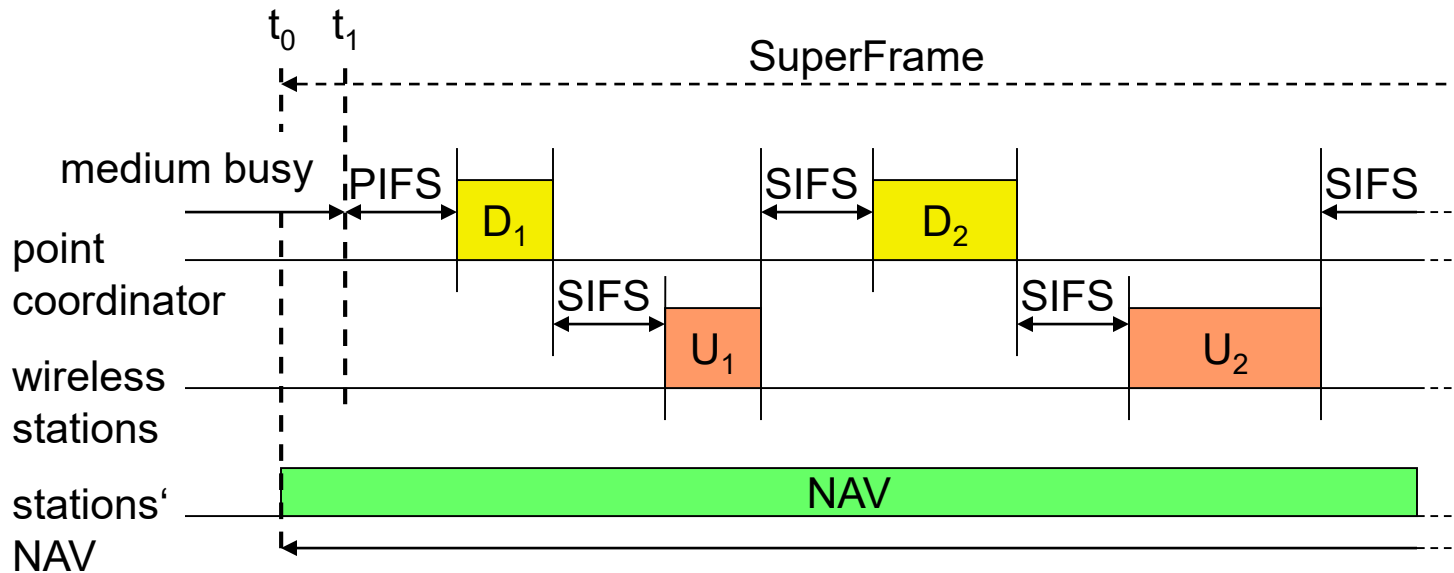 t0 t1
SuperFrame
medium busy
PIFS
SIFS
SIFS
D1
D2
point
coordinator
SIFS
SIFS
U1
U2
wireless
stations
NAV
stations‘
NAV